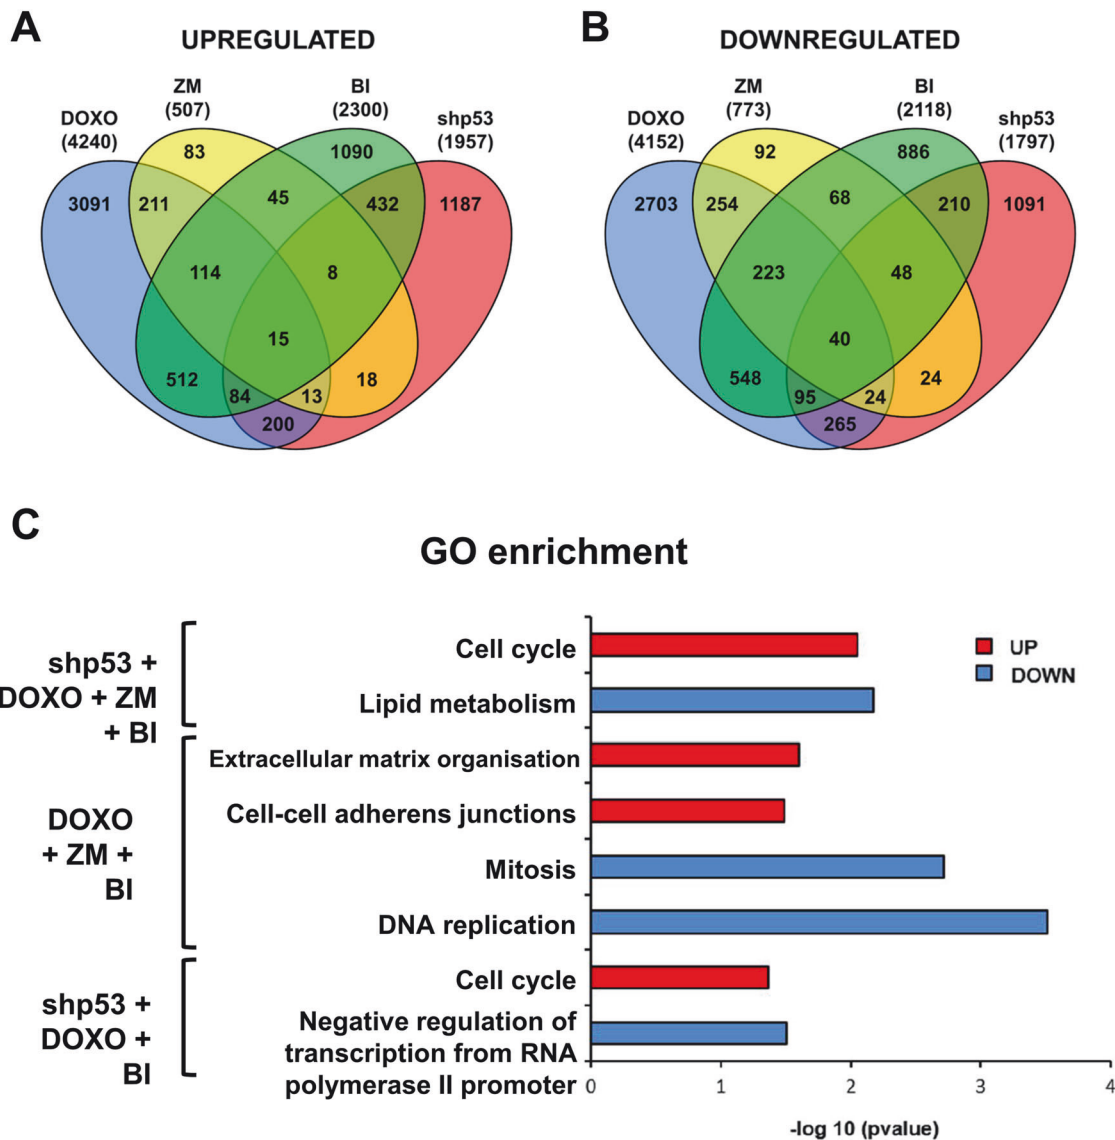 A
UPREGULATED
ZM
(507)
BI
(2300)
DOXO
(4240)
shp53
(1957)
83
1090
3091
211
45
432
1187
114
8
15
512
84
13
18
200
B
DOWNREGULATED
ZM
(773)
BI
(2118)
DOXO
(4152)
shp53
(1797)
92
886
2703
254
68
210
1091
223
48
40
548
95
24
24
265
C
GO enrichment
shp53 +
DOXO + ZM
+ BI
Cell cycle
Lipid metabolism
DOXO
+ ZM +
BI
Extracellular matrix organisation
Cell-cell adherens junctions
Mitosis
DNA replication
shp53 +
DOXO +
BI
Cell cycle
Negative regulation of
transcription from RNA
polymerase II promoter
UP
DOWN
0 1 2 3 4
-log 10 (pvalue)